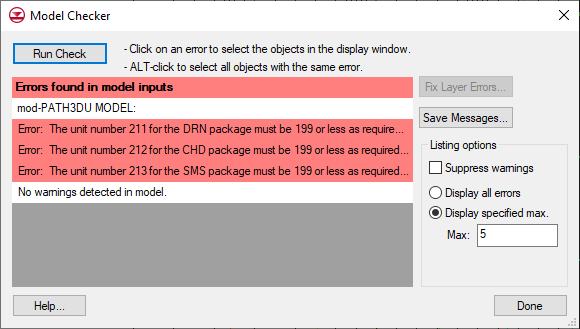 Model Checker
Run Check
- Click on an error to select the objects in the display window.
- ALT-click to select all objects with the same error.
Errors found in model inputs
mod-PATH3DU MODEL:
Error: The unit number 211 for the DRN package must be 199 or less as require...
Error: The unit number 212 for the CHD package must be 199 or less as required...
Error: The unit number 213 for the SMS package must be 199 or less as required...
No warnings detected in model.
Fix Layer Errors...
Save Messages...
Listing options
Suppress warnings
Display all errors
Display specified max.
Max: 5
Help...
Done